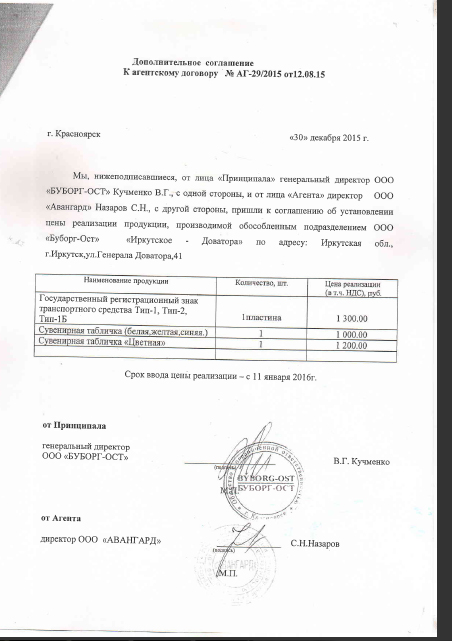 Дополнительное соглашение
К агентскому договору № АГ-29/2015 от12.08.15
г. Красноярск
«30» декабря 2015 г.
Мы, нижеподписавшиеся, от лица «Принципала» генеральный директор ООО
«БУБОРГ-ОСТ» Кучменко В.Г., с одной стороны, и от лица «Агента» директор ООО
«Авангард» Назаров С.Н., с другой стороны, пришли к соглашению об установлении
цены реализации продукции, производимой обособленным подразделением ООО
«Буборг-Ост» «Иркутское - Доватора» по адресу: Иркутская обл.,
г.Иркутск,ул.Генерала Доватора,41
Наименование продукции Количество, шт. Цена реализации
(в т.ч. НДС), руб.
Государственный регистрационный знак
транспортного средства Тип-1, Тип-2,
Тип-1Б 1пластина 1 300.00
Сувенирная табличка (белая,желтая,синяя.) 1 1 000.00
Сувенирная табличка «Цветная» 1 1 200.00
Срок ввода цены реализации – с 11 января 2016г.
от Принципала
генеральный директор
ООО «БУБОРГ-ОСТ»
В.Г. Кучменко
(подпись)
BYBORG-OST
БУБОРГ-ОСТ
М.П.
от Агента
директор ООО «АВАНГАРД»
С.Н.Назаров
(подпись)
М.П.